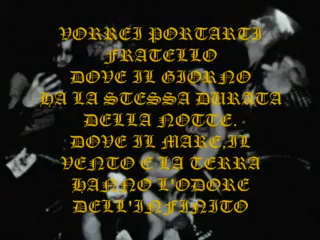 VORREI PORTARTI
FRATELLO
DOVE IL GIORNO
HA LA STESSA DURATA
DELLA NOTTE.
DOVE IL MARE,IL
VENTO E LA TERRA
HANNO L'ODORE
DELL'INFINITO